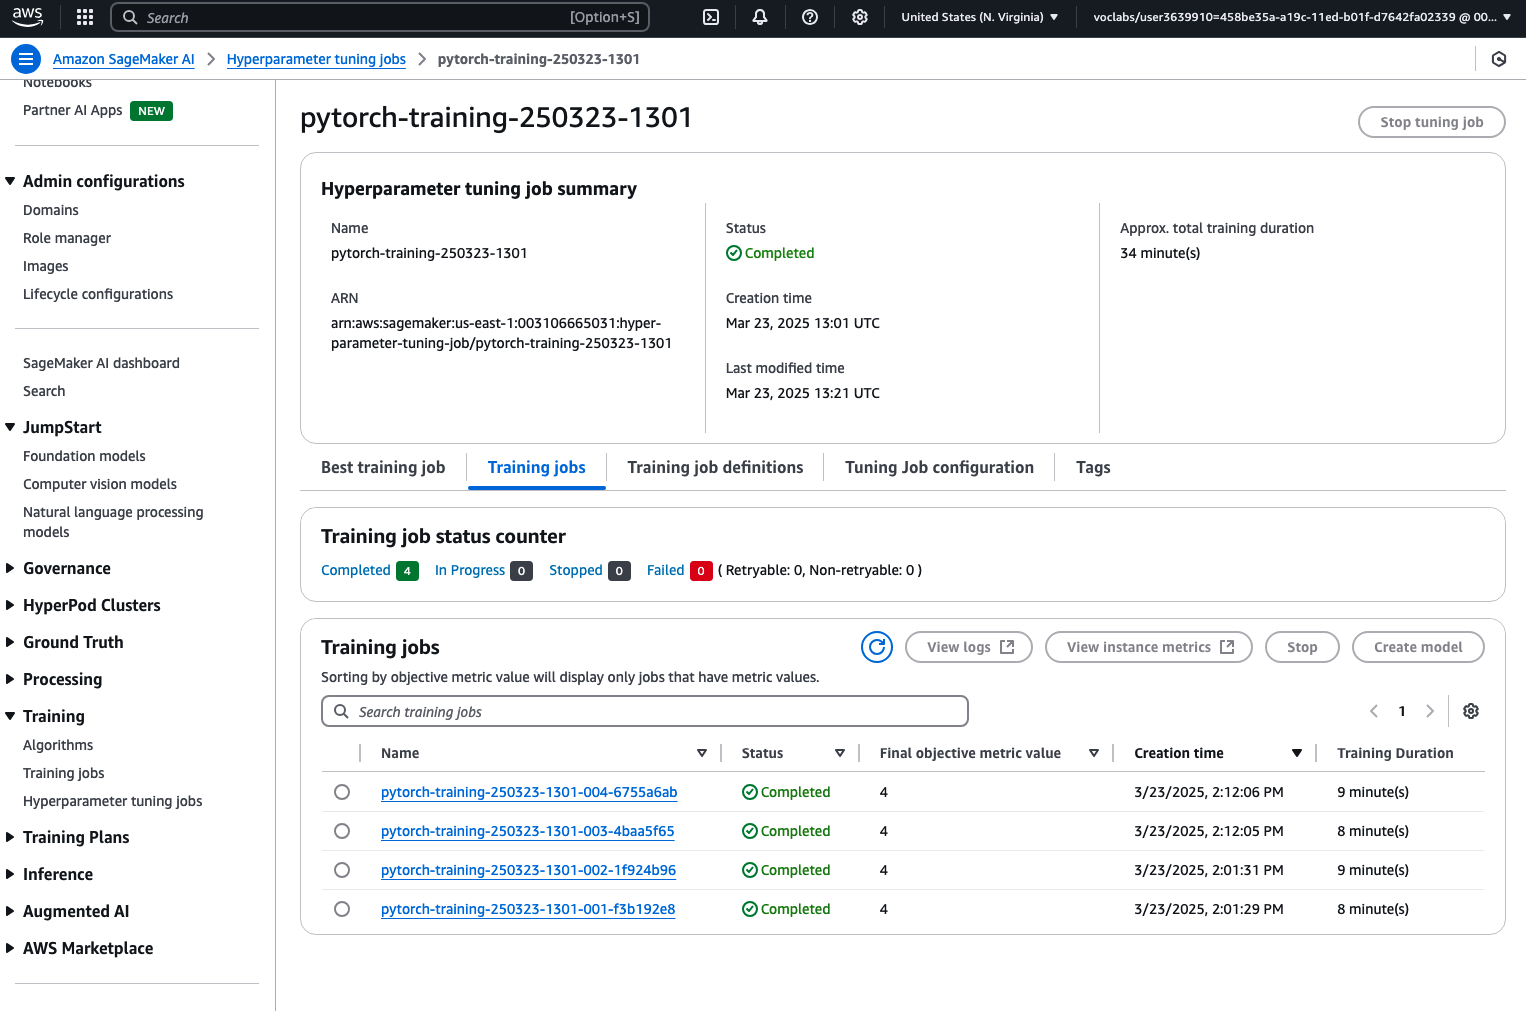 aws
Search
[Option+S]
United States (N. Virginia)
voclabs/user3639910=458be35a-a19c-11ed-b01f-d7642fa02339 @ 00...
Amazon SageMaker AI
Hyperparameter tuning jobs
pytorch-training-250323-1301
Notebooks
Partner AI Apps NEW
Admin configurations
Domains
Role manager
Images
Lifecycle configurations
SageMaker AI dashboard
Search
JumpStart
Foundation models
Computer vision models
Natural language processing
models
Governance
HyperPod Clusters
Ground Truth
Processing
Training
Algorithms
Training jobs
Hyperparameter tuning jobs
Training Plans
Inference
Augmented AI
AWS Marketplace
pytorch-training-250323-1301
Stop tuning job
Hyperparameter tuning job summary
Name
pytorch-training-250323-1301
ARN
arn:aws:sagemaker:us-east-1:003106665031:hyper-
parameter-tuning-job/pytorch-training-250323-1301
Status
Completed
Creation time
Mar 23, 2025 13:01 UTC
Last modified time
Mar 23, 2025 13:21 UTC
Approx. total training duration
34 minute(s)
Best training job
Training jobs
Training job definitions
Tuning Job configuration
Tags
Training job status counter
Completed 4 In Progress 0 Stopped 0 Failed 0 ( Retryable: 0, Non-retryable: 0 )
Training jobs
View logs
View instance metrics
Stop
Create model
Sorting by objective metric value will display only jobs that have metric values.
Search training jobs
1
Name Status Final objective metric value Creation time Training Duration
pytorch-training-250323-1301-004-6755a6ab Completed 4 3/23/2025, 2:12:06 PM 9 minute(s)
pytorch-training-250323-1301-003-4baa5f65 Completed 4 3/23/2025, 2:12:05 PM 8 minute(s)
pytorch-training-250323-1301-002-1f924b96 Completed 4 3/23/2025, 2:01:31 PM 9 minute(s)
pytorch-training-250323-1301-001-f3b192e8 Completed 4 3/23/2025, 2:01:29 PM 8 minute(s)